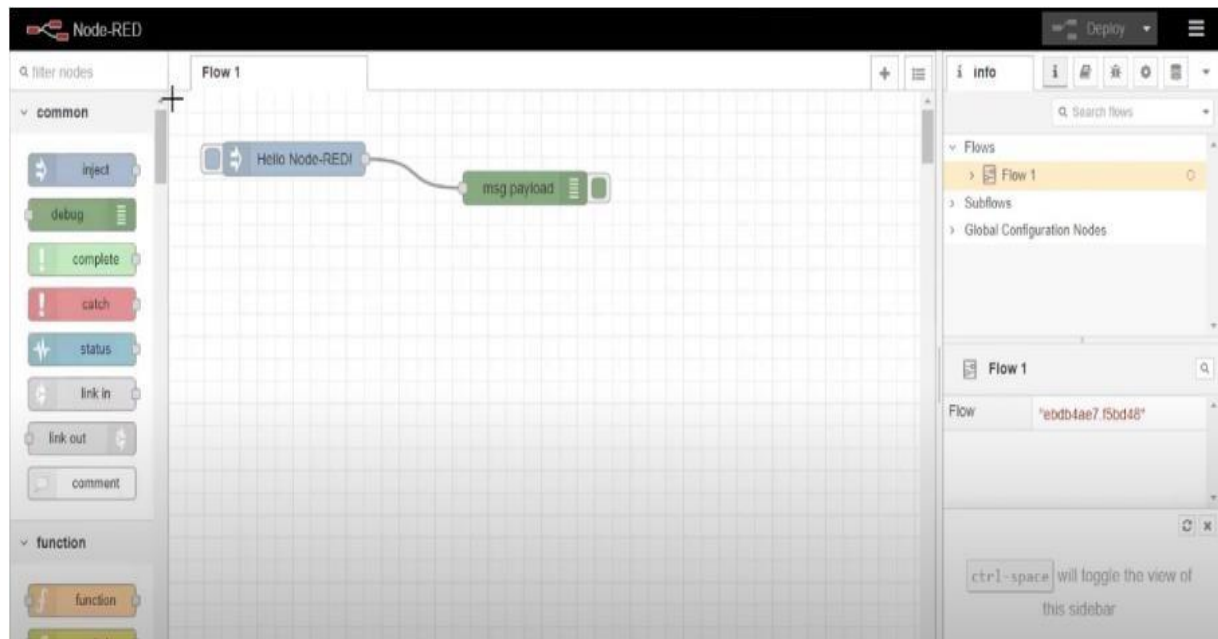 Node-RED
Deploy
filter nodes
common
inject
debug
complete
catch
status
link in
link out
comment
function
function
Flow 1
Hello Node-RED!
msg.payload
i info
Search flows
Flows
Flow 1
Subflows
Global Configuration Nodes
Flow 1
Flow "ebdb4ae7.f5bd48"
ctrl-space will toggle the view of
this sidebar